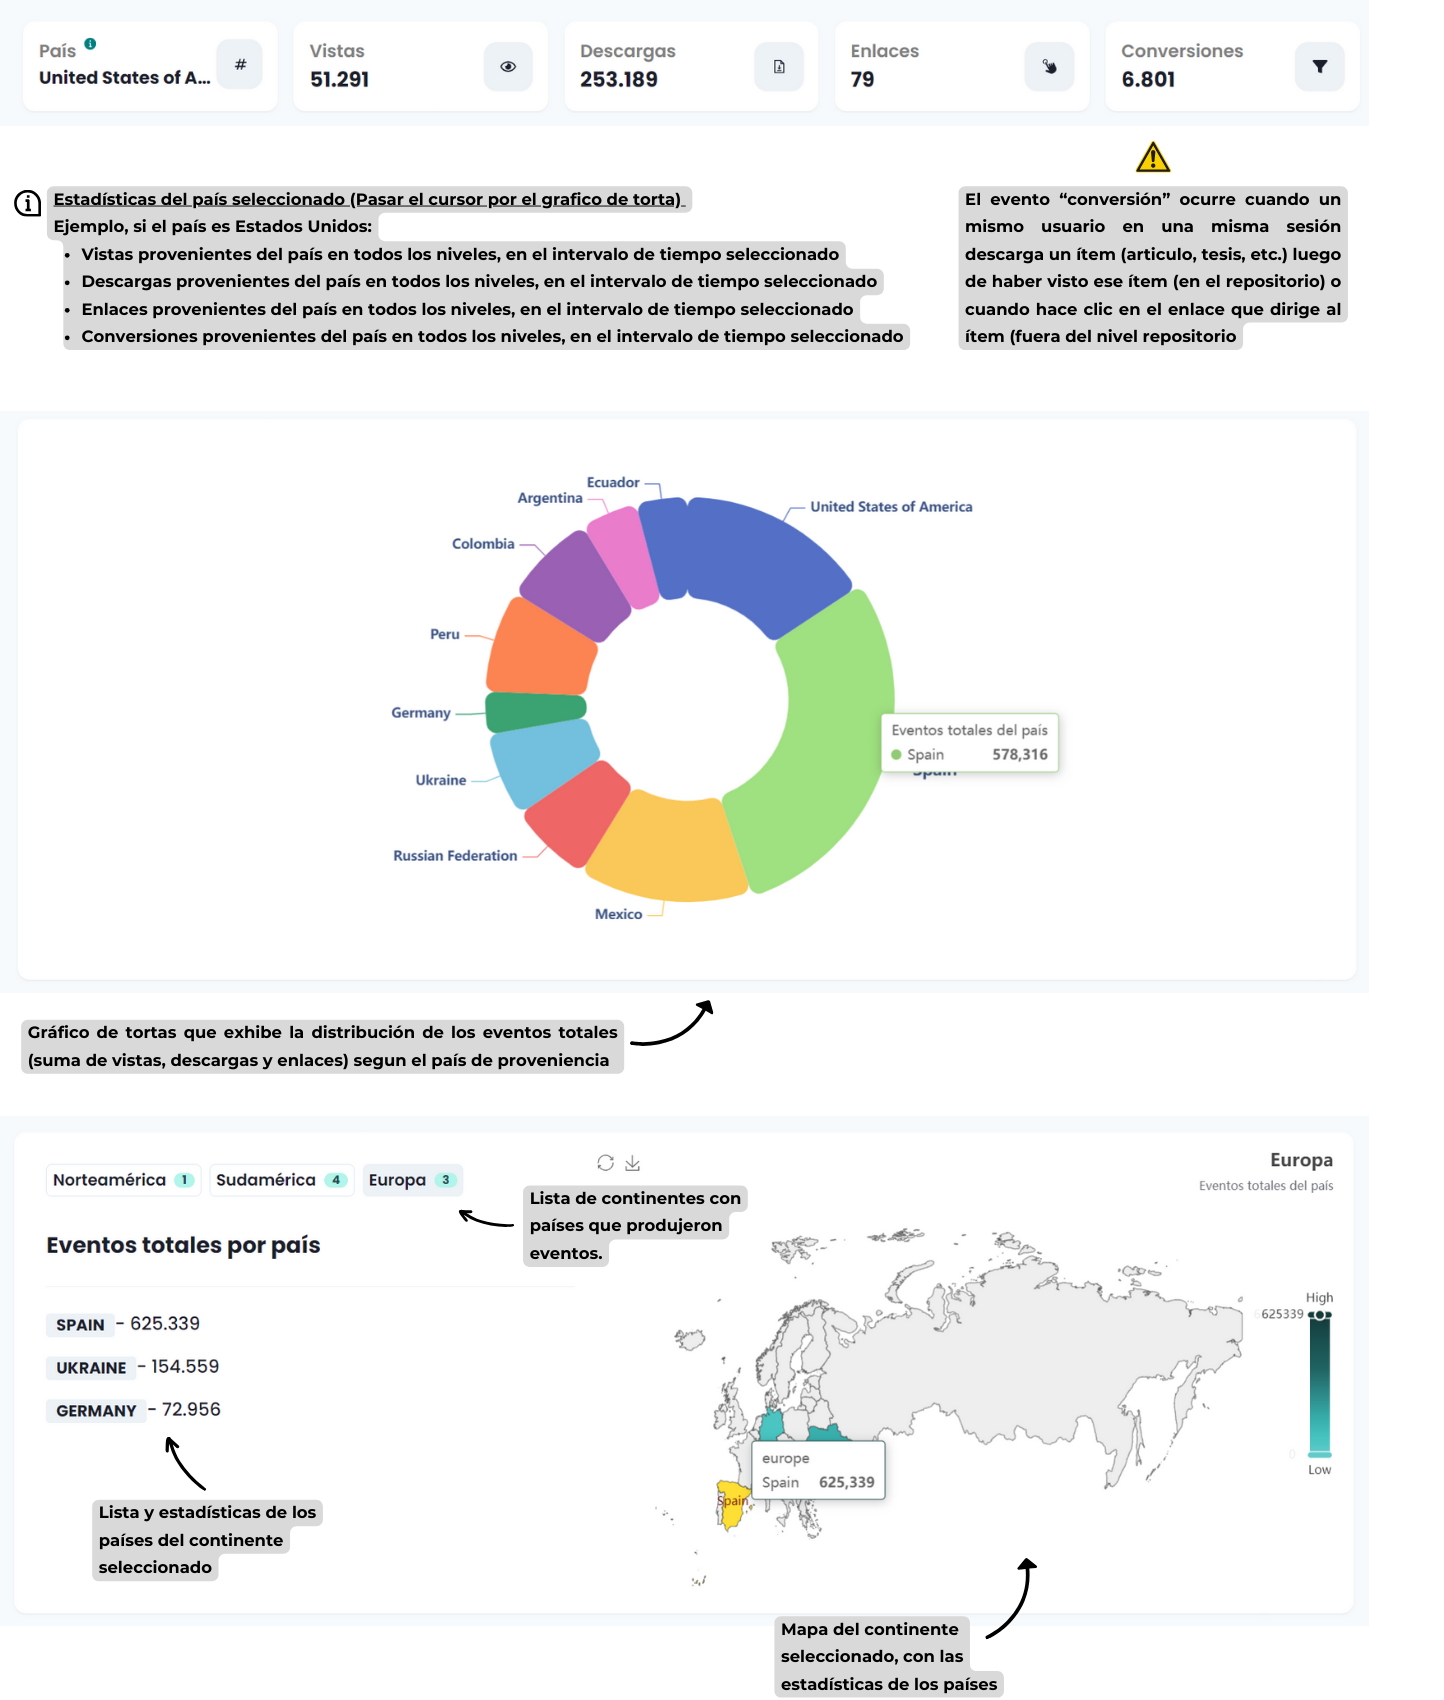 País
United States of A...
#
Vistas
51.291
Descargas
253.189
Enlaces
79
Conversiones
6.801
Estadísticas del país seleccionado (Pasar el cursor por el grafico de torta)
Ejemplo, si el país es Estados Unidos:
• Vistas provenientes del país en todos los niveles, en el intervalo de tiempo seleccionado
• Descargas provenientes del país en todos los niveles, en el intervalo de tiempo seleccionado
• Enlaces provenientes del país en todos los niveles, en el intervalo de tiempo seleccionado
• Conversiones provenientes del país en todos los niveles, en el intervalo de tiempo seleccionado
El evento “conversión” ocurre cuando un
mismo usuario en una misma sesión
descarga un ítem (articulo, tesis, etc.) luego
de haber visto ese ítem (en el repositorio) o
cuando hace clic en el enlace que dirige al
ítem (fuera del nivel repositorio
Ecuador
Argentina
United States of America
Colombia
Peru
Germany
Eventos totales del país
Spain 578,316
Spain
Ukraine
Russian Federation
Mexico
Gráfico de tortas que exhibe la distribución de los eventos totales
(suma de vistas, descargas y enlaces) segun el país de proveniencia
Norteamérica 1
Sudamérica 4
Europa 3
Lista de continentes con
países que produjeron
eventos.
Europa
Eventos totales del país
Eventos totales por país
SPAIN - 625.339
UKRAINE - 154.559
GERMANY - 72.956
Lista y estadísticas de los
países del continente
seleccionado
High
625339
0
Low
europe
Spain 625,339
Spain
Mapa del continente
seleccionado, con las
estadísticas de los países